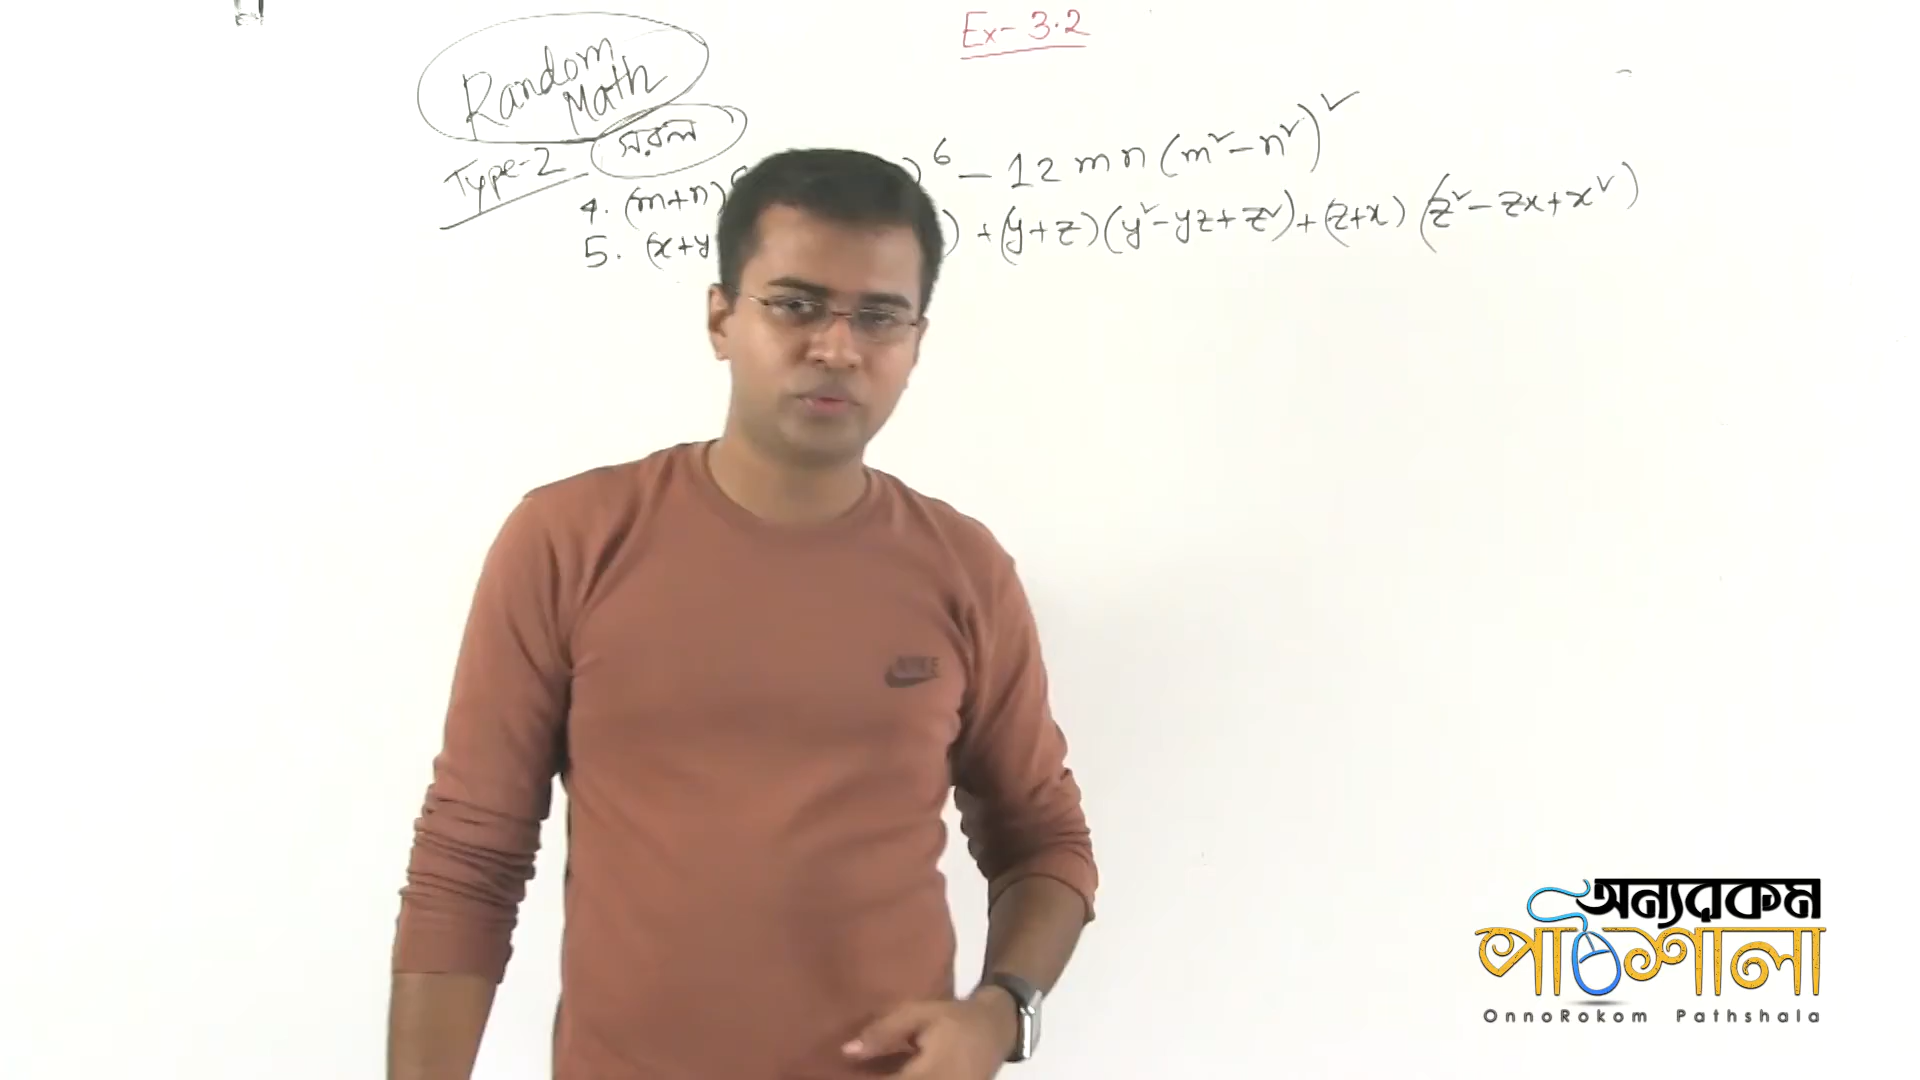 Ex- 3.2
Random
Math
Type-2 সরল
4. (m+n) )⁶ - 12 mn (m² - n²)²
5. (x+y ) + (y+z)(y² - yz + z²) + (z+x) (z² - zx + x²)
NIKE
অন্যরকম
পাঠশালা
OnnoRokom Pathshala